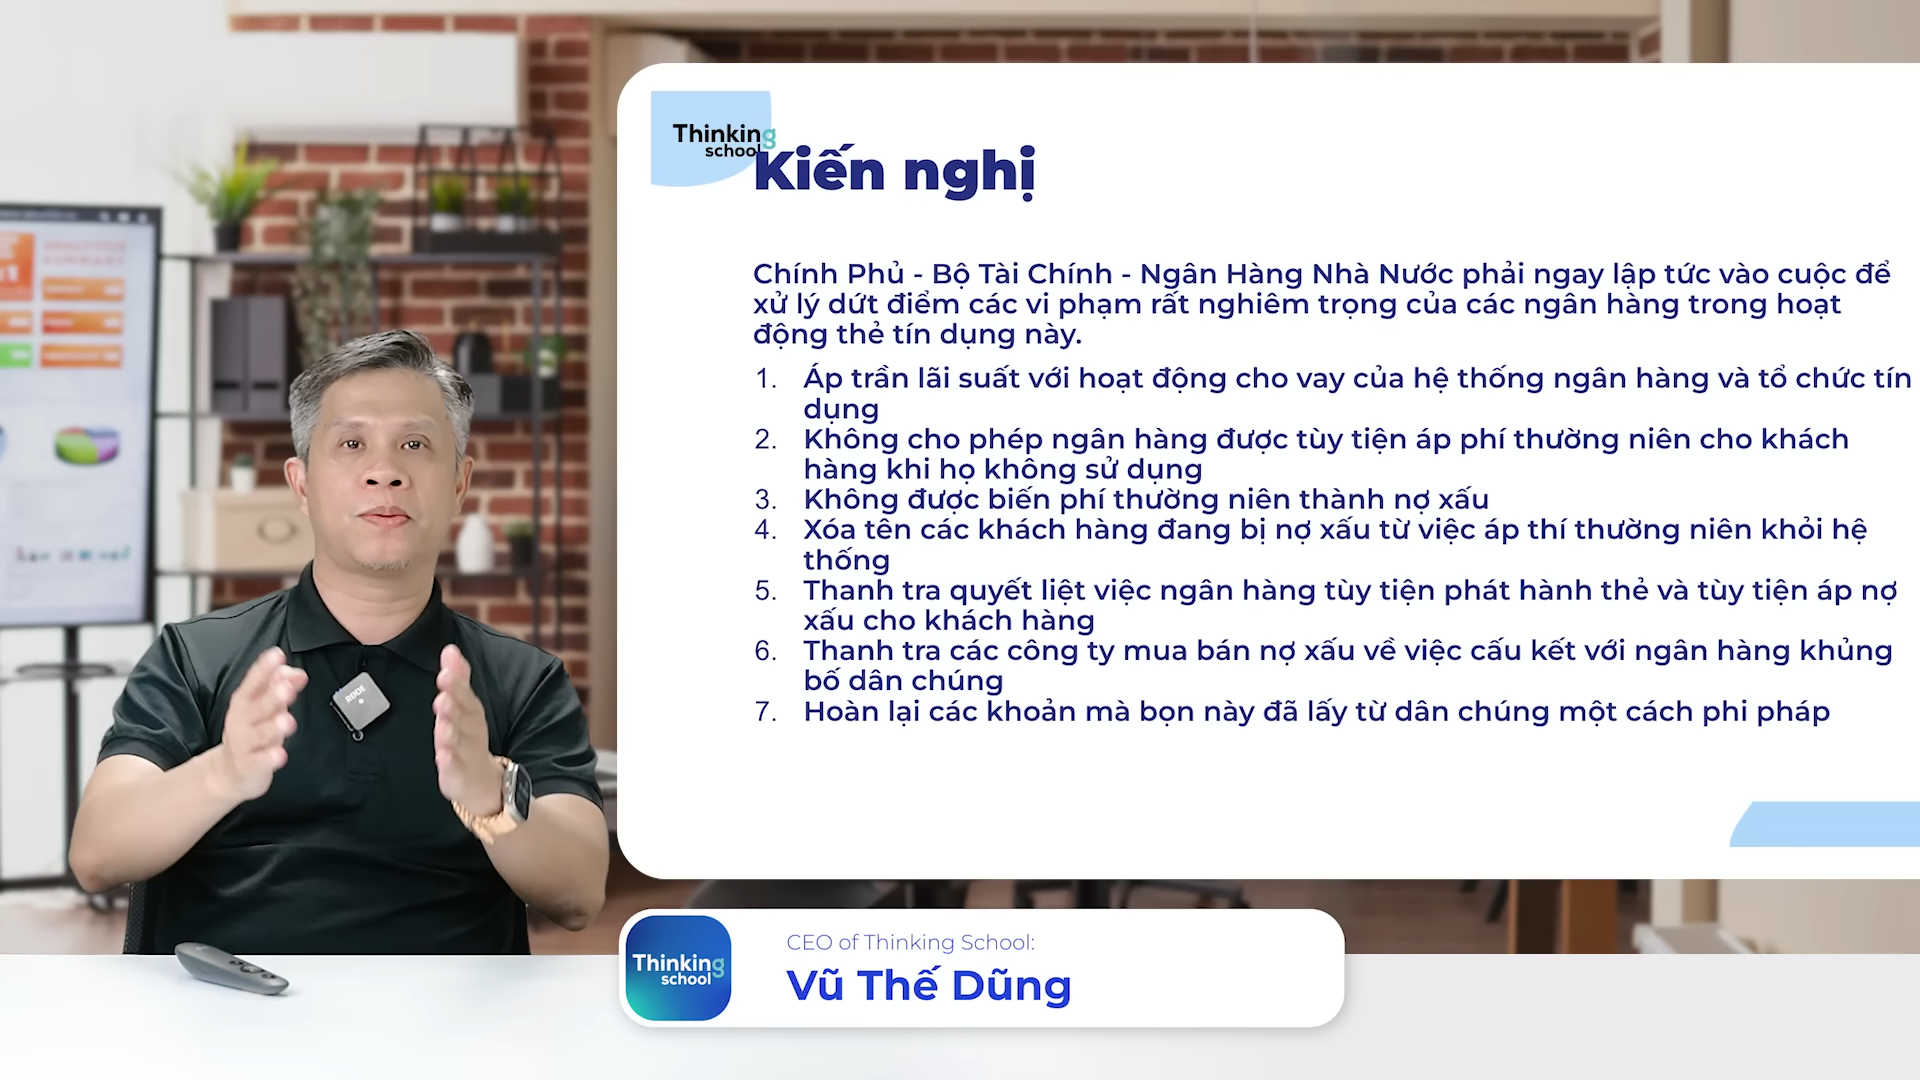 Thinking
school
Kiến nghị
Chính Phủ - Bộ Tài Chính - Ngân Hàng Nhà Nước phải ngay lập tức vào cuộc để
xử lý dứt điểm các vi phạm rất nghiêm trọng của các ngân hàng trong hoạt
động thẻ tín dụng này.
1. Áp trần lãi suất với hoạt động cho vay của hệ thống ngân hàng và tổ chức tín
dụng
2. Không cho phép ngân hàng được tùy tiện áp phí thường niên cho khách
hàng khi họ không sử dụng
3. Không được biến phí thường niên thành nợ xấu
4. Xóa tên các khách hàng đang bị nợ xấu từ việc áp thí thường niên khỏi hệ
thống
5. Thanh tra quyết liệt việc ngân hàng tùy tiện phát hành thẻ và tùy tiện áp nợ
xấu cho khách hàng
6. Thanh tra các công ty mua bán nợ xấu về việc cấu kết với ngân hàng khủng
bố dân chúng
7. Hoàn lại các khoản mà bọn này đã lấy từ dân chúng một cách phi pháp
RØDE
Thinking
school
CEO of Thinking School:
Vũ Thế Dũng